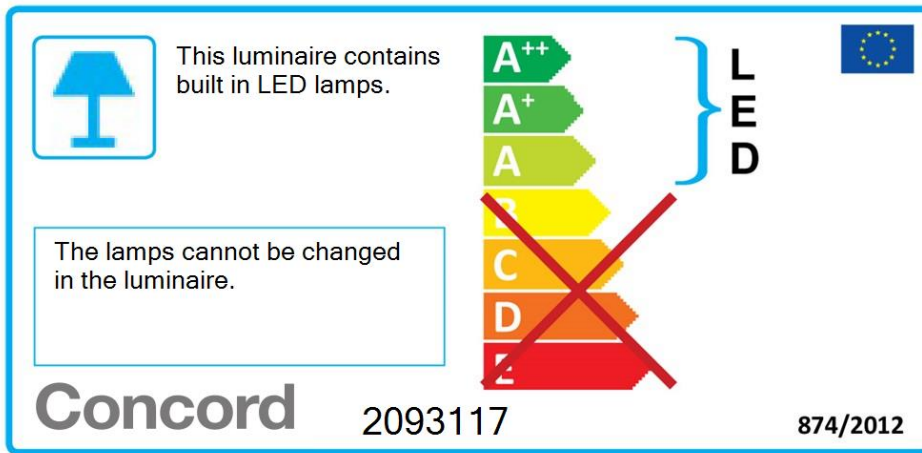 This luminaire contains
built in LED lamps.
A++
A+
A
B
C
D
E
L
E
D
The lamps cannot be changed
in the luminaire.
Concord
2093117
874/2012